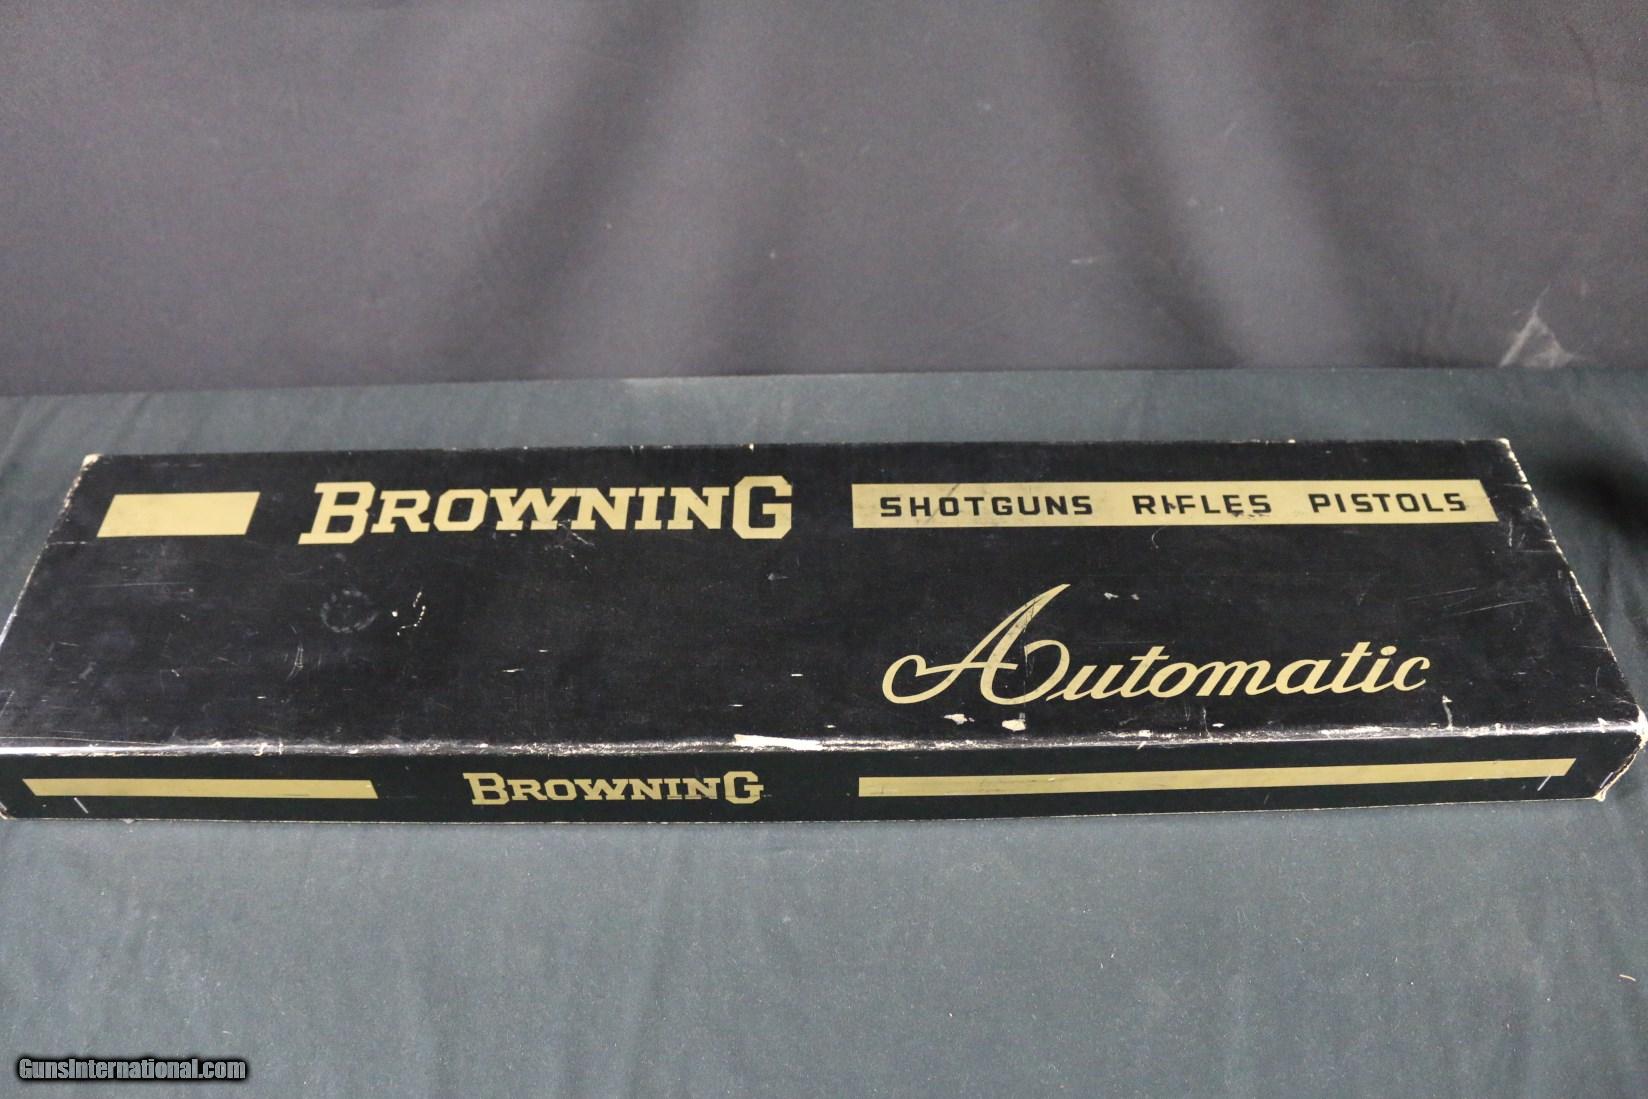 BROWNING
SHOTGUNS RIFLES PISTOLS
Automatic
BROWNING
GunsInternational.com